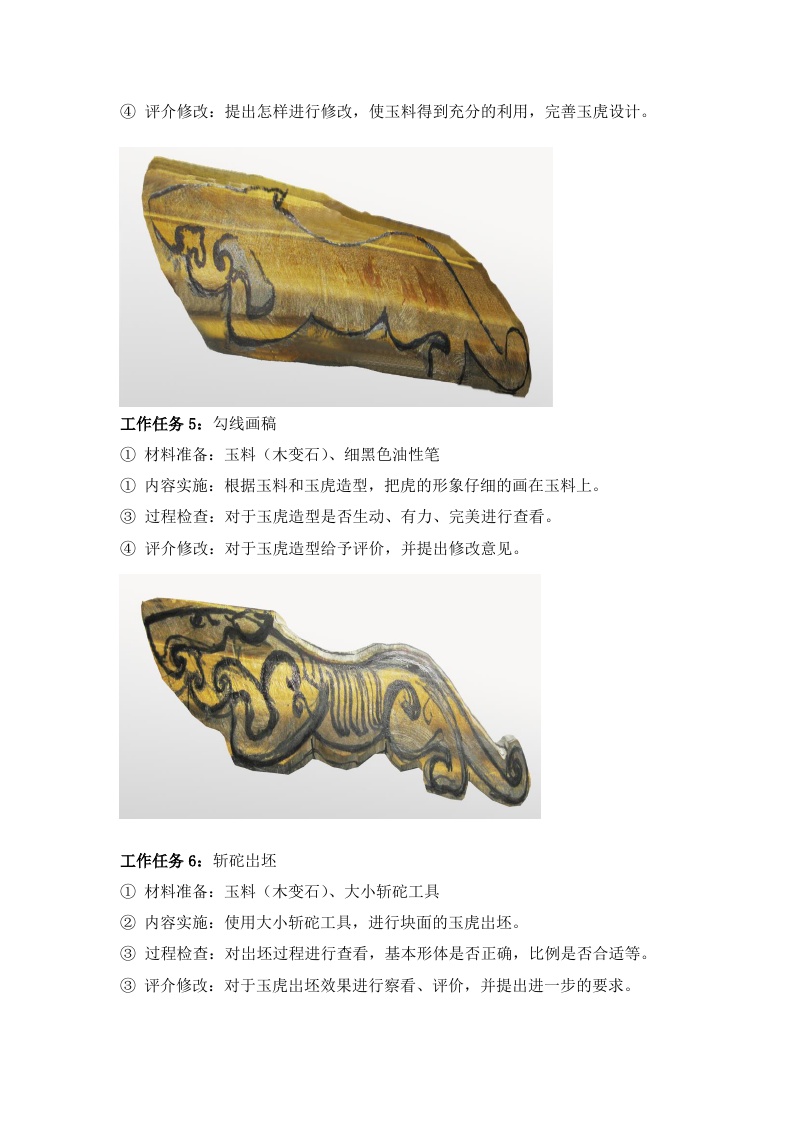 ④ 评介修改：提出怎样进行修改，使玉料得到充分的利用，完善玉虎设计。
工作任务 5：勾线画稿
① 材料准备：玉料（木变石）、细黑色油性笔
① 内容实施：根据玉料和玉虎造型，把虎的形象仔细的画在玉料上。
③ 过程检查：对于玉虎造型是否生动、有力、完美进行查看。
④ 评介修改：对于玉虎造型给予评价，并提出修改意见。
工作任务 6：斩砣出坯
① 材料准备：玉料（木变石）、大小斩砣工具
② 内容实施：使用大小斩砣工具，进行块面的玉虎出坯。
③ 过程检查：对出坯过程进行查看，基本形体是否正确，比例是否合适等。
③ 评介修改：对于玉虎出坯效果进行察看、评价，并提出进一步的要求。